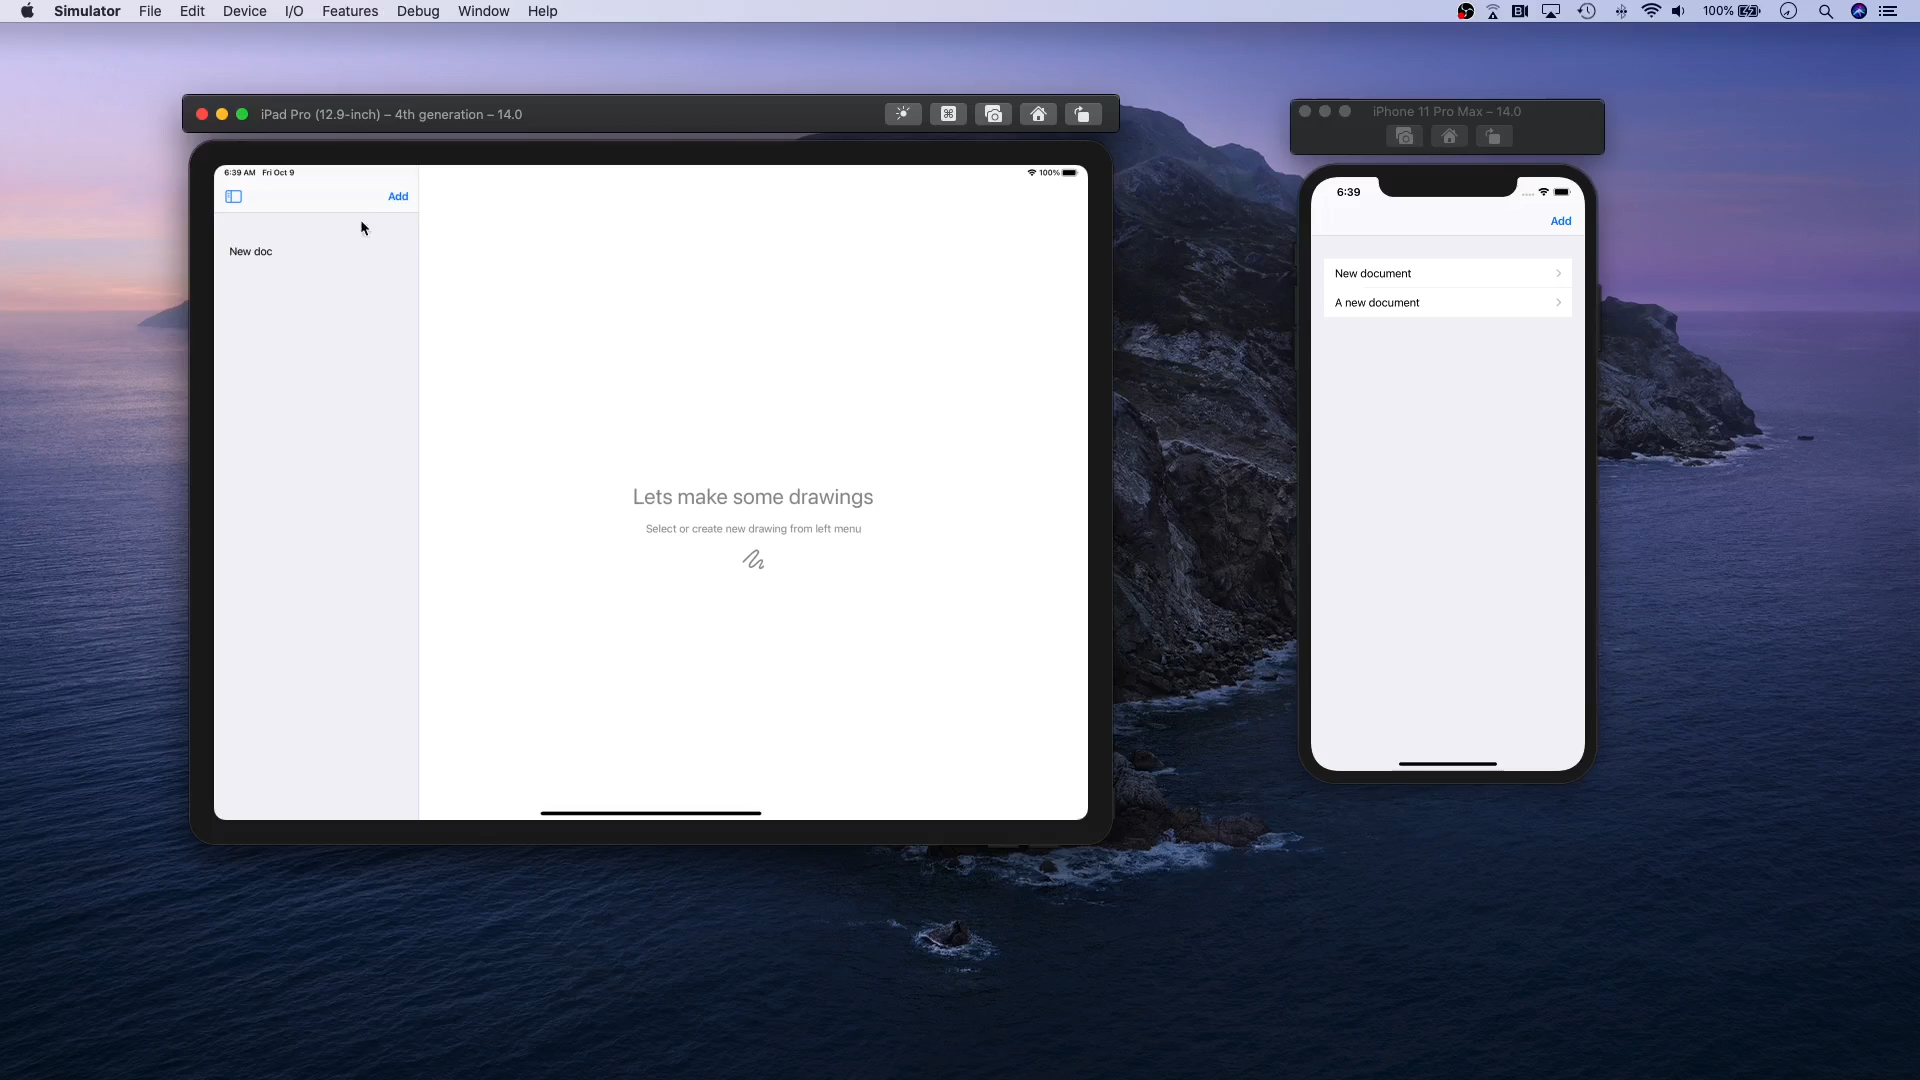 Simulator File Edit Device I/O Features Debug Window Help 100%
iPad Pro (12.9-inch) – 4th generation – 14.0
6:39 AM Fri Oct 9 100%
Add
New doc
Lets make some drawings
Select or create new drawing from left menu
iPhone 11 Pro Max – 14.0
6:39
Add
New document
A new document